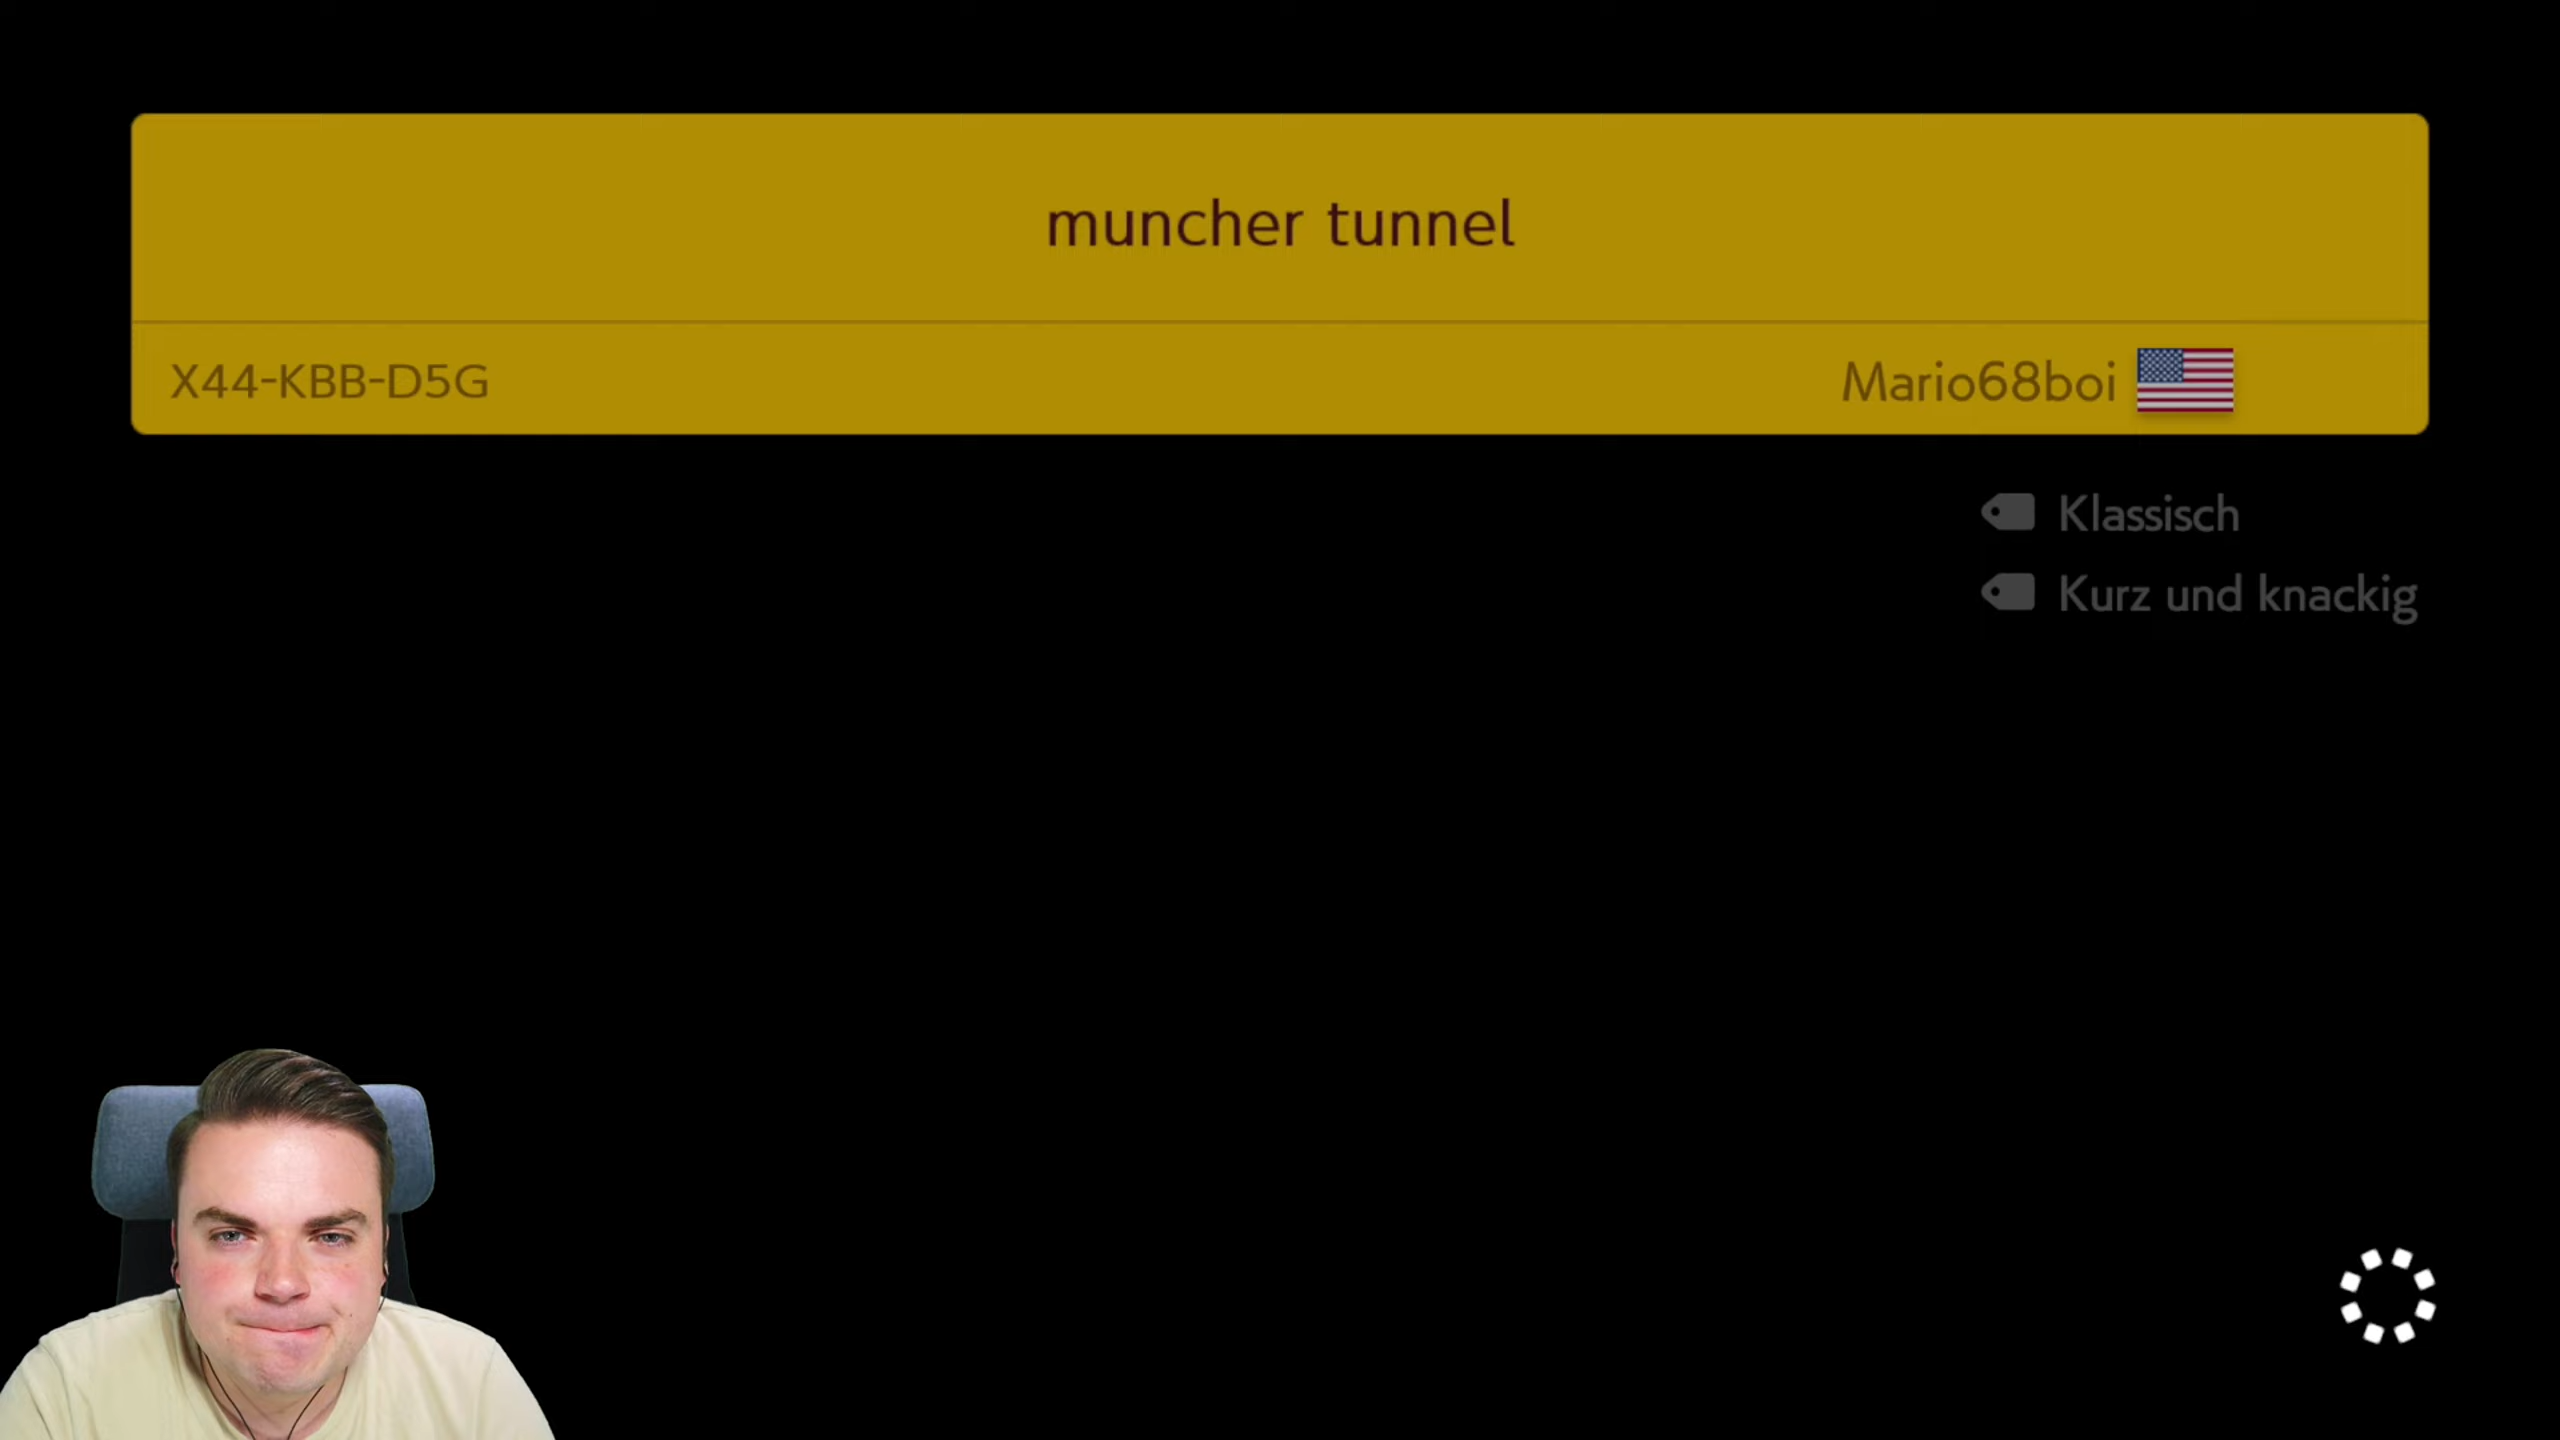 muncher tunnel
X44-KBB-D5G
Mario68boi
Klassisch
Kurz und knackig